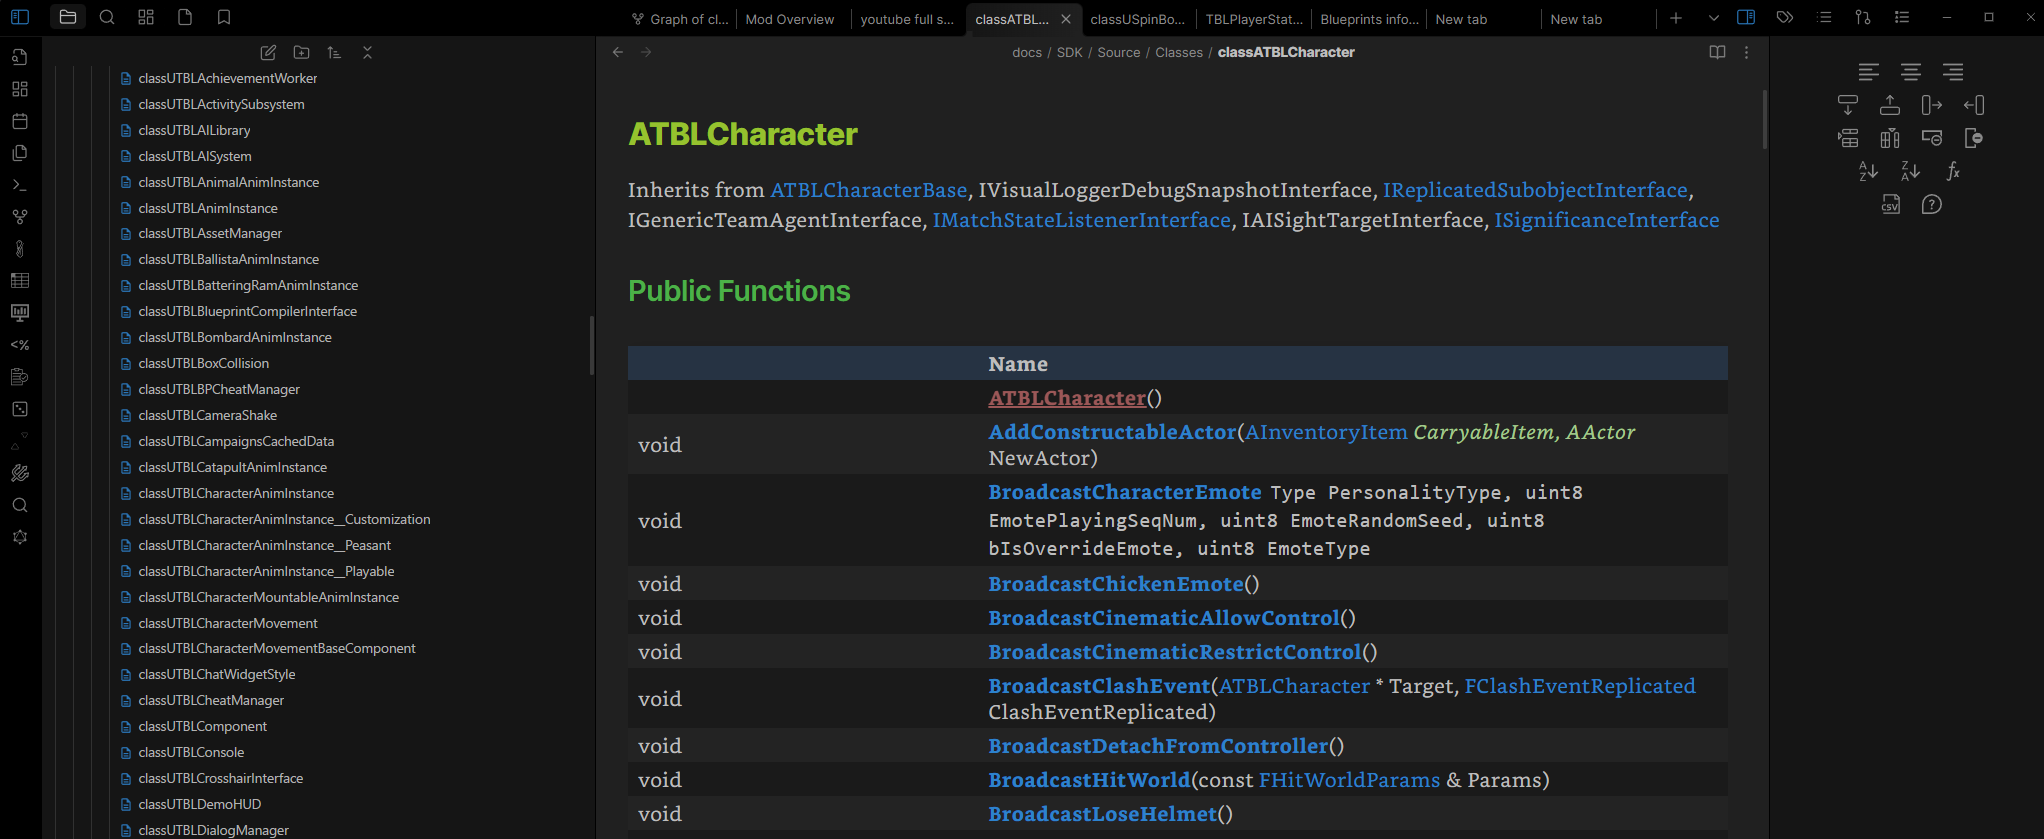 Graph of cl...
Mod Overview
youtube full s...
classATBL...
classUSpinBo...
TBLPlayerStat...
Blueprints info...
New tab
New tab
docs / SDK / Source / Classes / classATBLCharacter
classUTBLAchievementWorker
classUTBLActivitySubsystem
classUTBLAILibrary
classUTBLAISystem
classUTBLAnimalAnimInstance
classUTBLAnimInstance
classUTBLAssetManager
classUTBLBallistaAnimInstance
classUTBLBatteringRamAnimInstance
classUTBLBlueprintCompilerInterface
classUTBLBombardAnimInstance
classUTBLBoxCollision
classUTBLBPCheatManager
classUTBLCameraShake
classUTBLCampaignsCachedData
classUTBLCatapultAnimInstance
classUTBLCharacterAnimInstance
classUTBLCharacterAnimInstance__Customization
classUTBLCharacterAnimInstance__Peasant
classUTBLCharacterAnimInstance__Playable
classUTBLCharacterMountableAnimInstance
classUTBLCharacterMovement
classUTBLCharacterMovementBaseComponent
classUTBLChatWidgetStyle
classUTBLCheatManager
classUTBLComponent
classUTBLConsole
classUTBLCrosshairInterface
classUTBLDemoHUD
classUTBLDialogManager
ATBLCharacter
Inherits from ATBLCharacterBase, IVisualLoggerDebugSnapshotInterface, IReplicatedSubobjectInterface,
IGenericTeamAgentInterface, IMatchStateListenerInterface, IAISightTargetInterface, ISignificanceInterface
Public Functions
Name
ATBLCharacter()
void AddConstructableActor(AInventoryItem CarryableItem, AActor
NewActor)
void BroadcastCharacterEmote Type PersonalityType, uint8
EmotePlayingSeqNum, uint8 EmoteRandomSeed, uint8
bIsOverrideEmote, uint8 EmoteType
void BroadcastChickenEmote()
void BroadcastCinematicAllowControl()
void BroadcastCinematicRestrictControl()
void BroadcastClashEvent(ATBLCharacter * Target, FClashEventReplicated
ClashEventReplicated)
void BroadcastDetachFromController()
void BroadcastHitWorld(const FHitWorldParams & Params)
void BroadcastLoseHelmet()
A
Z
Z
A
fx
CSV
?
<%